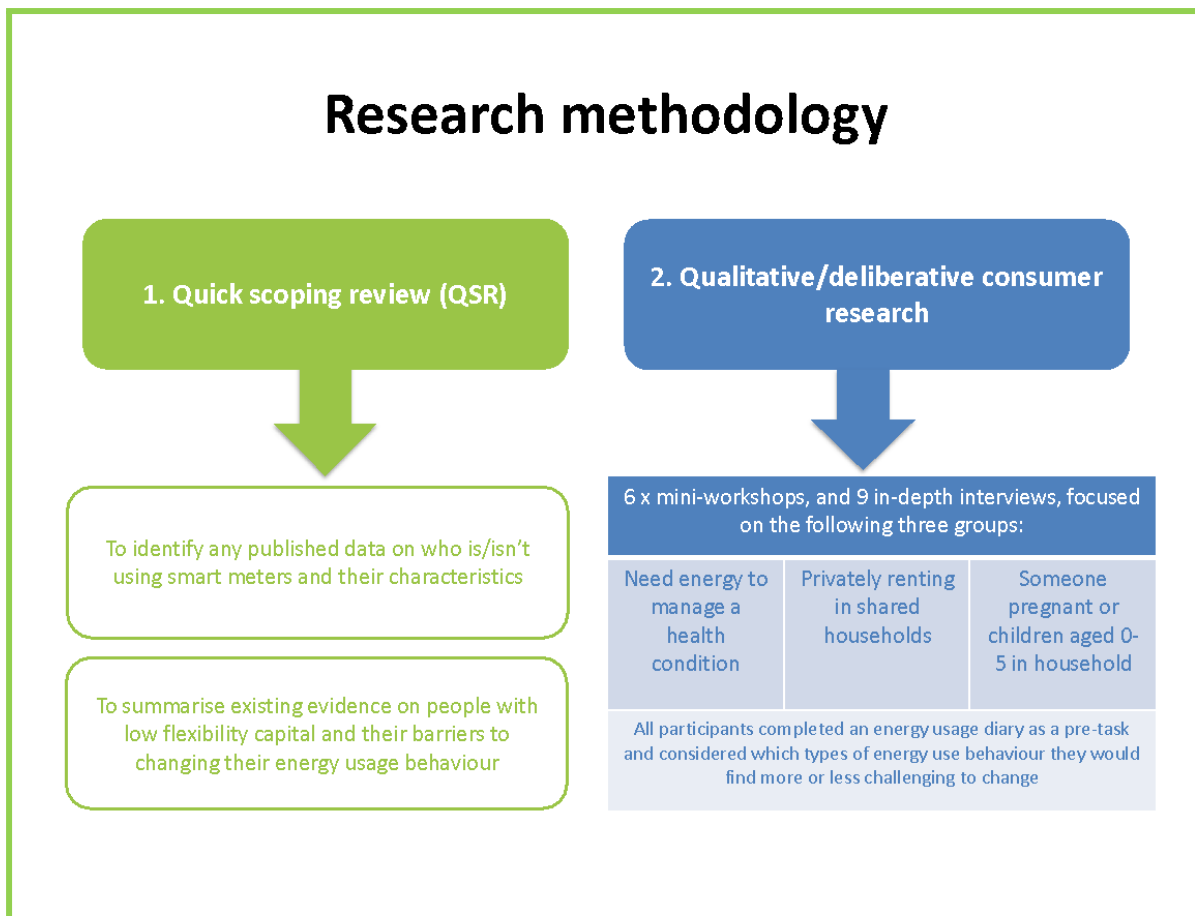 Research methodology
1. Quick scoping review (QSR)
To identify any published data on who is/isn't
using smart meters and their characteristics
To summarise existing evidence on people with
low flexibility capital and their barriers to
changing their energy usage behaviour
2. Qualitative/deliberative consumer
research
6 x mini-workshops, and 9 in-depth interviews, focused
on the following three groups:
Need energy to
manage a
health
condition
Privately renting
in shared
households
Someone
pregnant or
children aged 0-
5 in household
All participants completed an energy usage diary as a pre-task
and considered which types of energy use behaviour they would
find more or less challenging to change